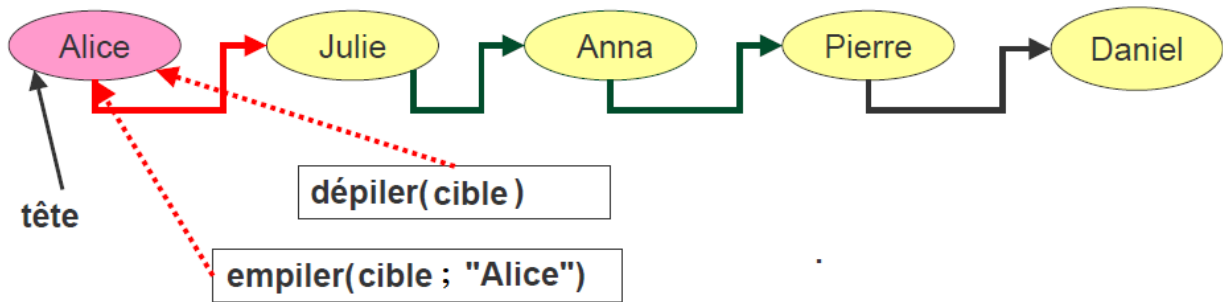 Alice Julie Anna Pierre Daniel
dépiler(cible)
tête
empiler(cible ; "Alice")